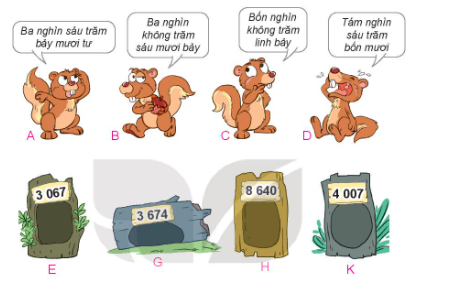 Ba nghìn sáu trăm
bảy mươi tư
Ba nghìn
không trăm
sáu mươi bảy
Bốn nghìn
không trăm
linh bảy
Tám nghìn
sáu trăm
bốn mươi
A
B
C
D
3 067
3 674
8 640
4 007
E
G
H
K